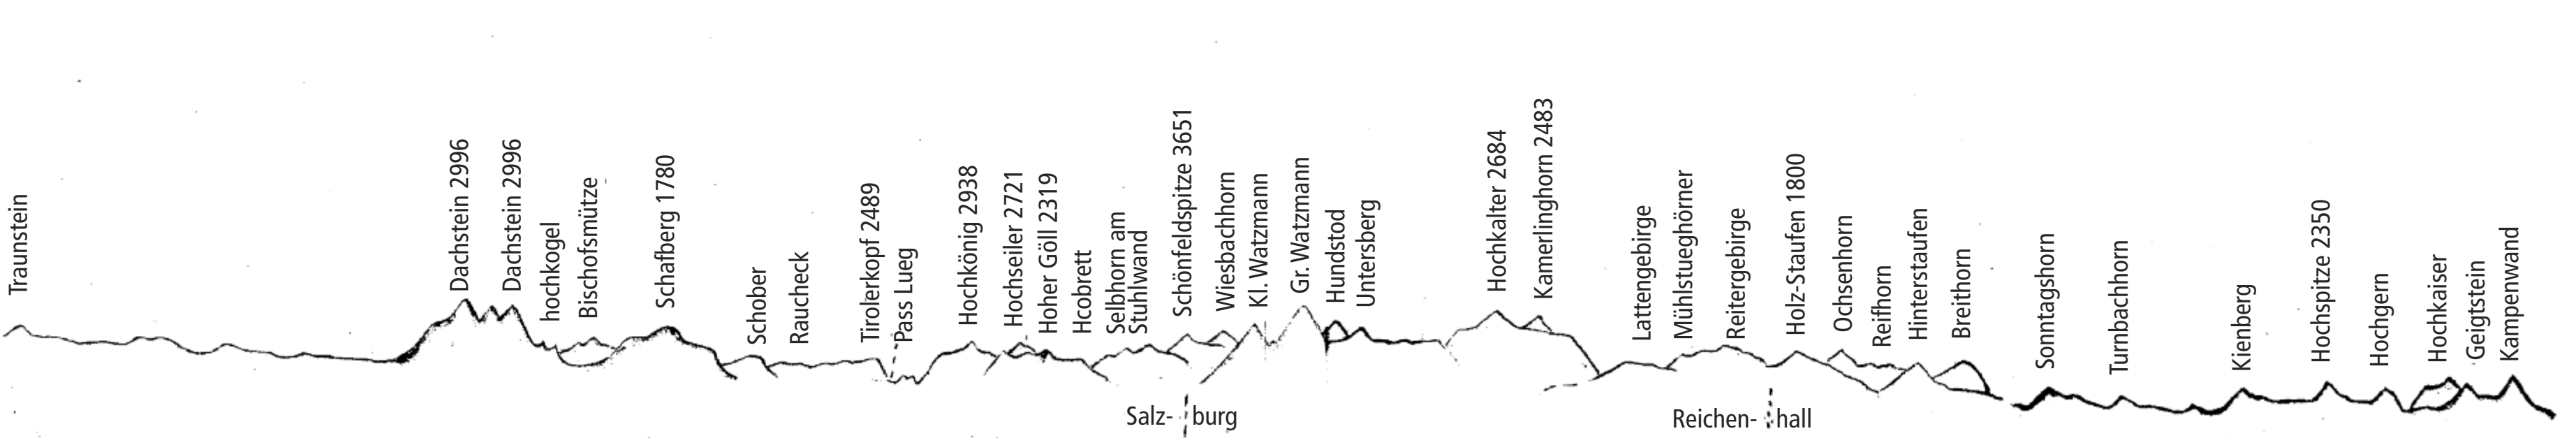 Traunstein
Dachstein 2996
Dachstein 2996
hochkogel
Bischofsmütze
Schafberg 1780
Schober
Raucheck
Tirolerkopf 2489
Pass Lueg
Hochkönig 2938
Hochseiler 2721
Hoher Göll 2319
Hcobrett
Selbhorn am
Stuhlwand
Schönfeldspitze 3651
Wiesbachhorn
Kl. Watzmann
Gr. Watzmann
Hundstod
Untersberg
Hochkalter 2684
Kamerlinghorn 2483
Lattengebirge
Mühlstueghörner
Reitergebirge
Holz-Staufen 1800
Ochsenhorn
Reifhorn
Hinterstaufen
Breithorn
Sonntagshorn
Turnbachhorn
Kienberg
Hochspitze 2350
Hochgern
Hochkaiser
Geigtstein
Kampenwand
Salz- burg
Reichen- hall